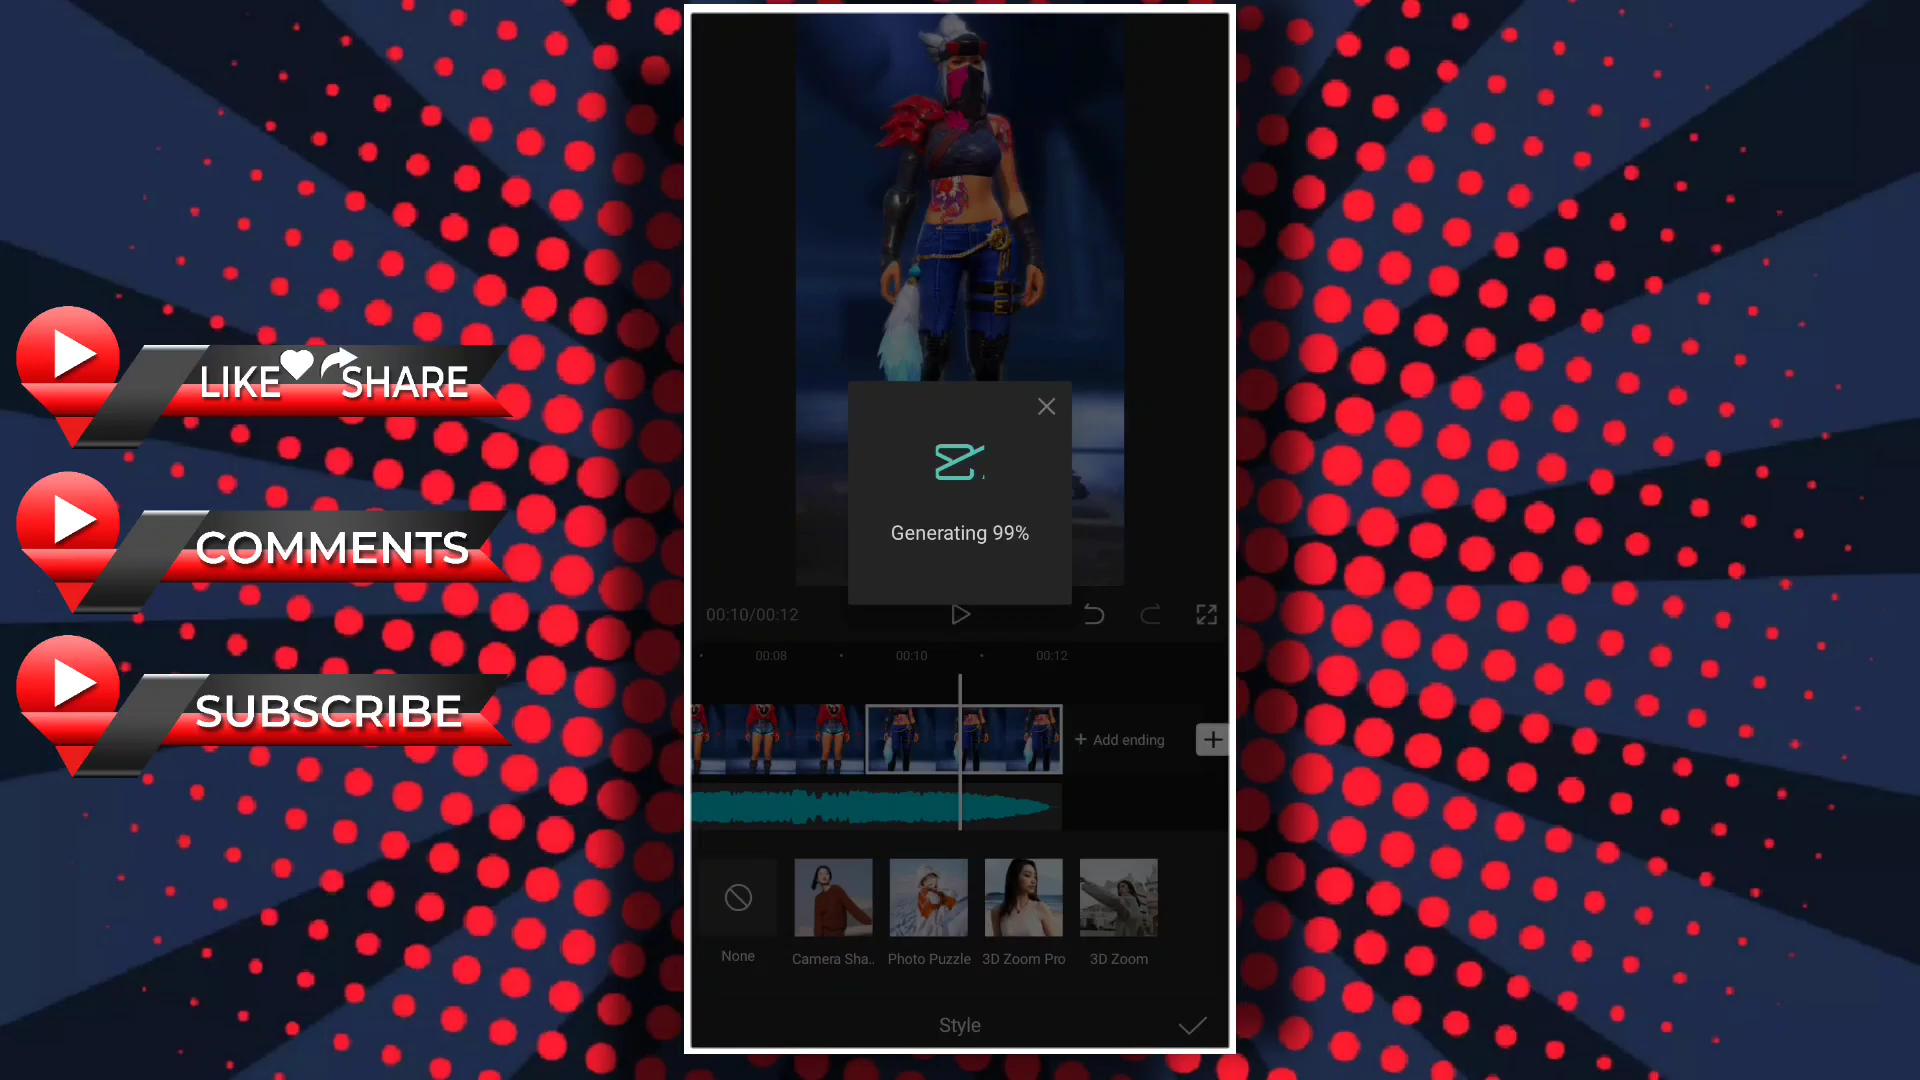 LIKE SHARE
COMMENTS
SUBSCRIBE
Generating 99%
00:10/00:12
00:08
00:10
00:12
+ Add ending
None
Camera Sha..
Photo Puzzle
3D Zoom Pro
3D Zoom
Style